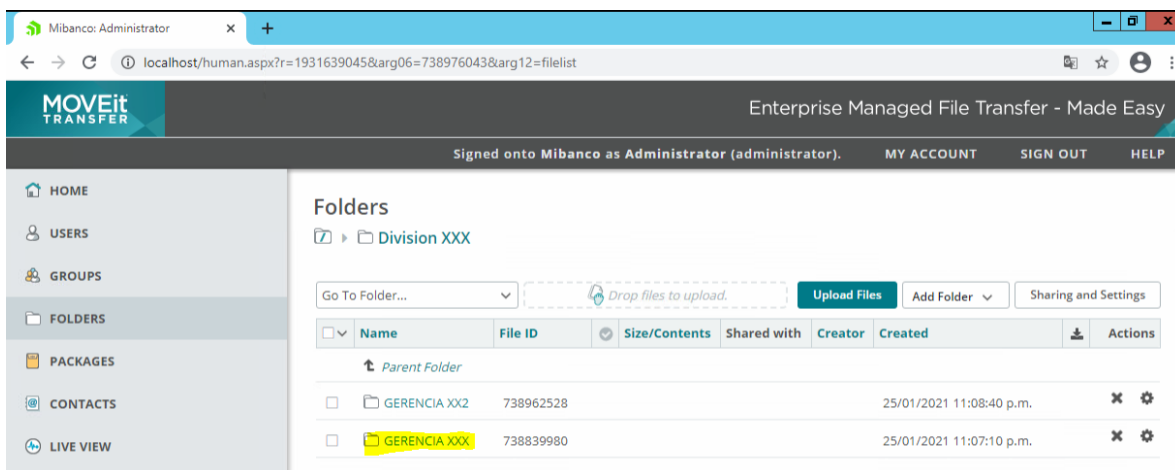 Mibanco: Administrator
localhost/human.aspx?r=1931639045&arg06=738976043&arg12=filelist
MOVEit
TRANSFER
Enterprise Managed File Transfer - Made Easy
Signed onto Mibanco as Administrator (administrator). MY ACCOUNT SIGN OUT HELP
HOME
USERS
GROUPS
FOLDERS
PACKAGES
CONTACTS
LIVE VIEW
Folders
Division XXX
Go To Folder... Drop files to upload. Upload Files Add Folder Sharing and Settings
Name File ID Size/Contents Shared with Creator Created Actions
Parent Folder
GERENCIA XX2 738962528 25/01/2021 11:08:40 p.m.
GERENCIA XXX 738839980 25/01/2021 11:07:10 p.m.